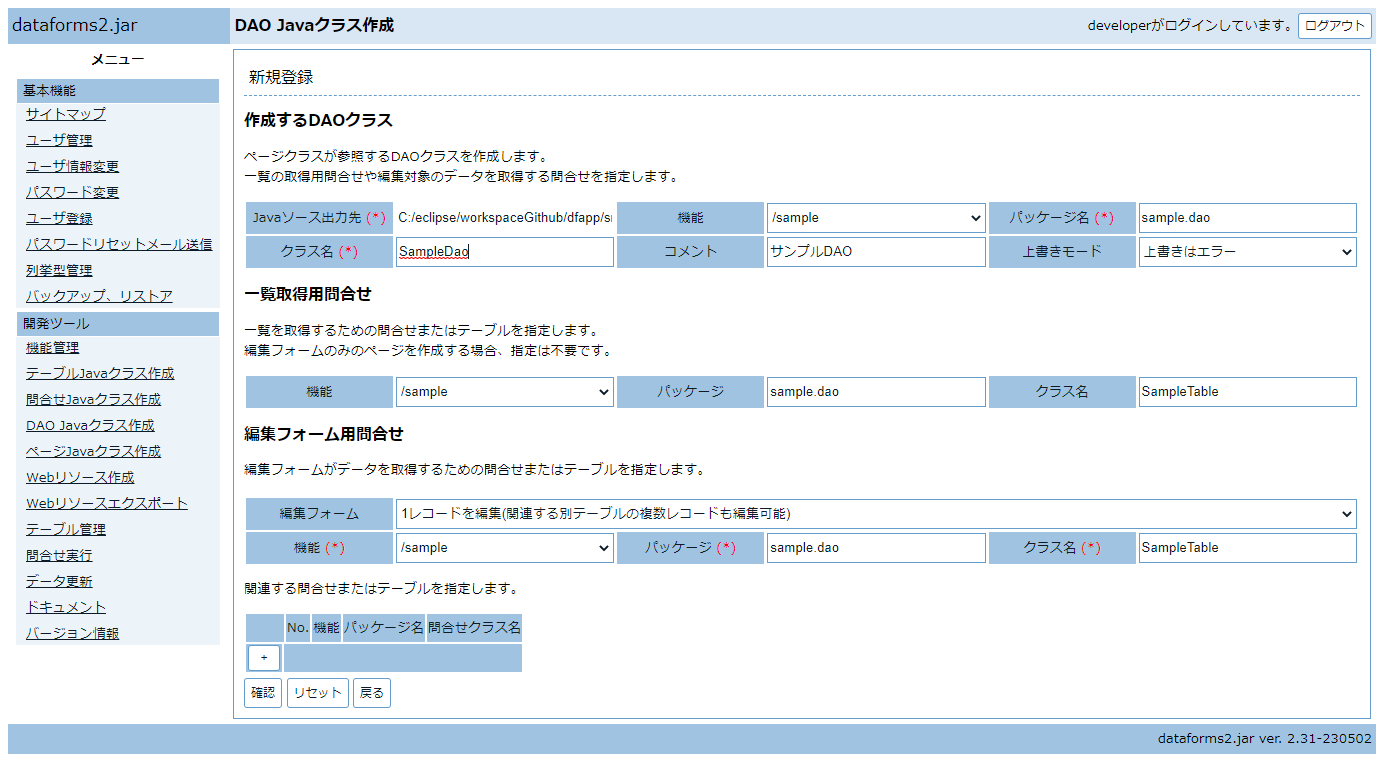 dataforms2.jar
DAO Javaクラス作成
developerがログインしています。 ログアウト
メニュー
基本機能
サイトマップ
ユーザ管理
ユーザ情報変更
パスワード変更
ユーザ登録
パスワードリセットメール送信
列挙型管理
バックアップ、リストア
開発ツール
機能管理
テーブルJavaクラス作成
問合せJavaクラス作成
DAO Javaクラス作成
ページJavaクラス作成
Webリソース作成
Webリソースエクスポート
テーブル管理
問合せ実行
データ更新
ドキュメント
バージョン情報
新規登録
作成するDAOクラス
ページクラスが参照するDAOクラスを作成します。
一覧の取得用問合せや編集対象のデータを取得する問合せを指定します。
Javaソース出力先 (*) C:/eclipse/workspaceGithub/dfapp/sr 機能 /sample パッケージ名 (*) sample.dao
クラス名 (*) SampleDao コメント サンプルDAO 上書きモード 上書きはエラー
一覧取得用問合せ
一覧を取得するための問合せまたはテーブルを指定します。
編集フォームのみのページを作成する場合、指定は不要です。
機能 /sample パッケージ sample.dao クラス名 SampleTable
編集フォーム用問合せ
編集フォームがデータを取得するための問合せまたはテーブルを指定します。
編集フォーム 1レコードを編集(関連する別テーブルの複数レコードも編集可能)
機能 (*) /sample パッケージ (*) sample.dao クラス名 (*) SampleTable
関連する問合せまたはテーブルを指定します。
No. 機能 パッケージ名 問合せクラス名
+
確認 リセット 戻る
dataforms2.jar ver. 2.31-230502